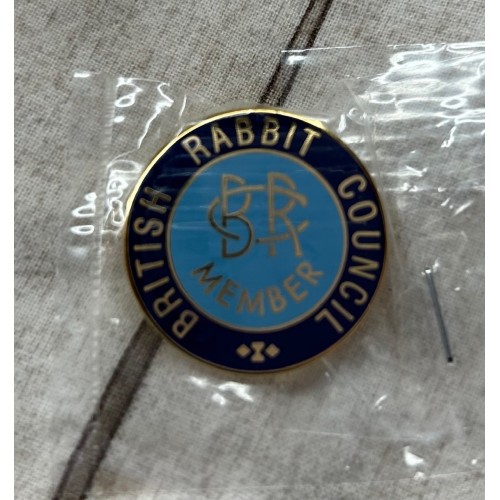 BRITISH RABBIT COUNCIL
MEMBER